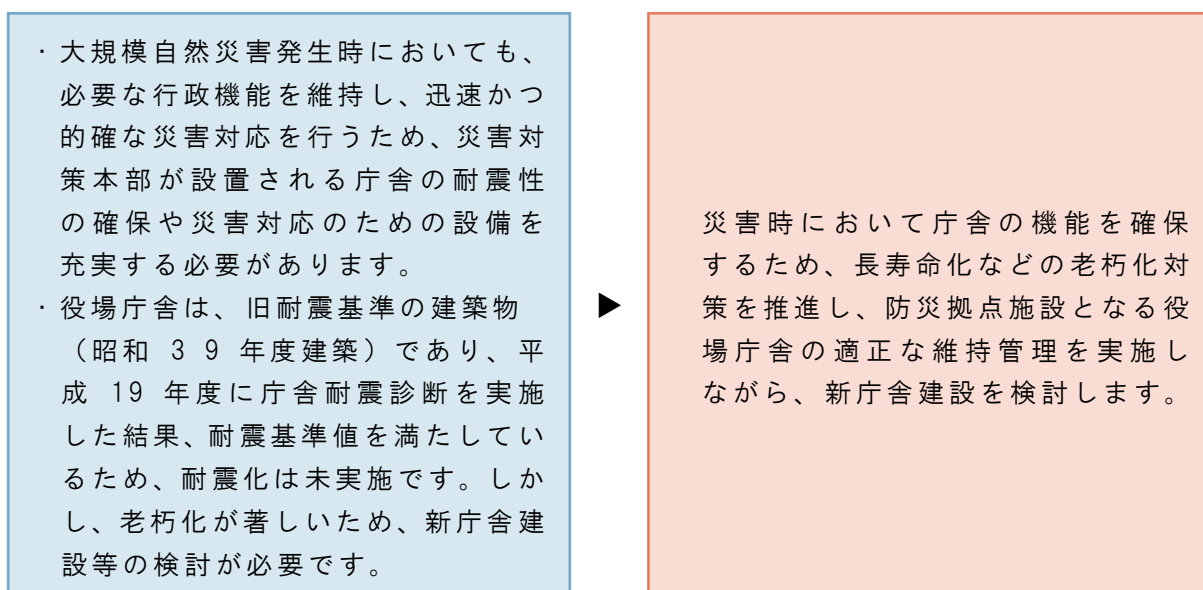 ・大規模自然災害発生時においても、
必要な行政機能を維持し、迅速かつ
的確な災害対応を行うため、災害対
策本部が設置される庁舎の耐震性
の確保や災害対応のための設備を
充実する必要があります。
・役場庁舎は、旧耐震基準の建築物
（昭和 39 年度建築）であり、平
成 19 年度に庁舎耐震診断を実施
した結果、耐震基準値を満たしてい
るため、耐震化は未実施です。しか
し、老朽化が著しいため、新庁舎建
設等の検討が必要です。
▶
災害時において庁舎の機能を確保
するため、長寿命化などの老朽化対
策を推進し、防災拠点施設となる役
場庁舎の適正な維持管理を実施し
ながら、新庁舎建設を検討します。